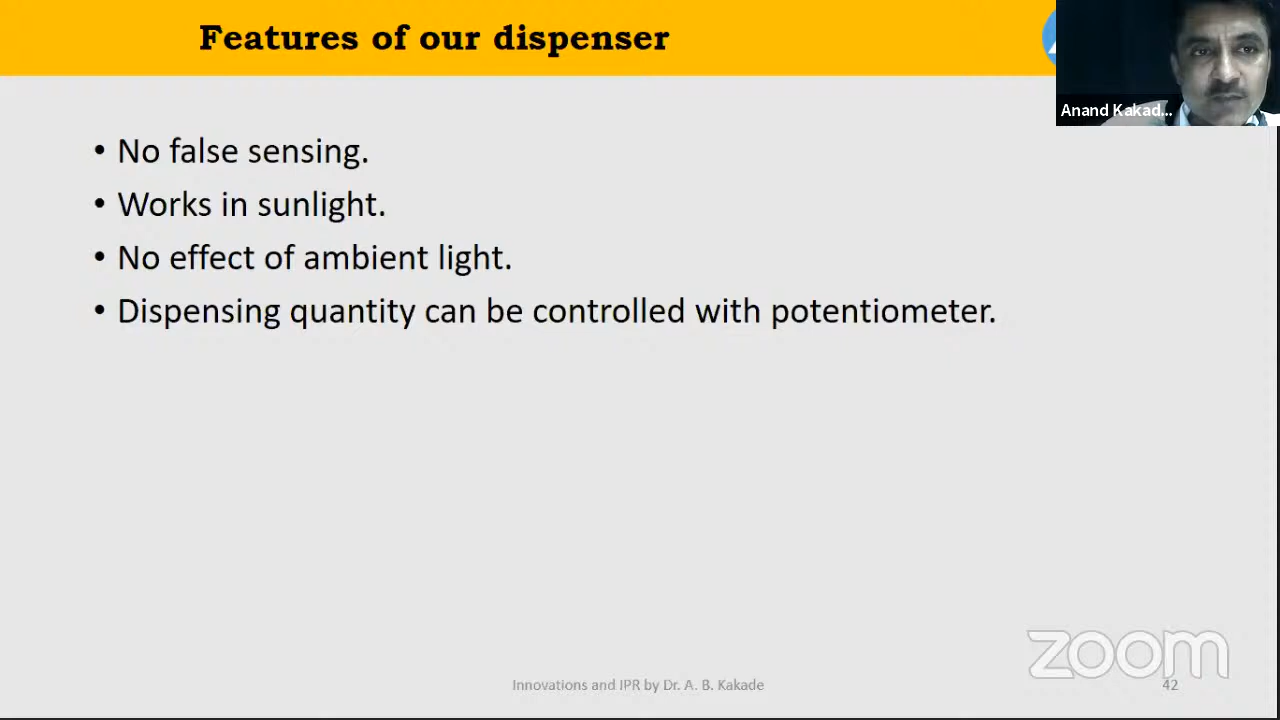 Features of our dispenser
Anand Kakad...
• No false sensing.
• Works in sunlight.
• No effect of ambient light.
• Dispensing quantity can be controlled with potentiometer.
zoom
Innovations and IPR by Dr. A. B. Kakade
42